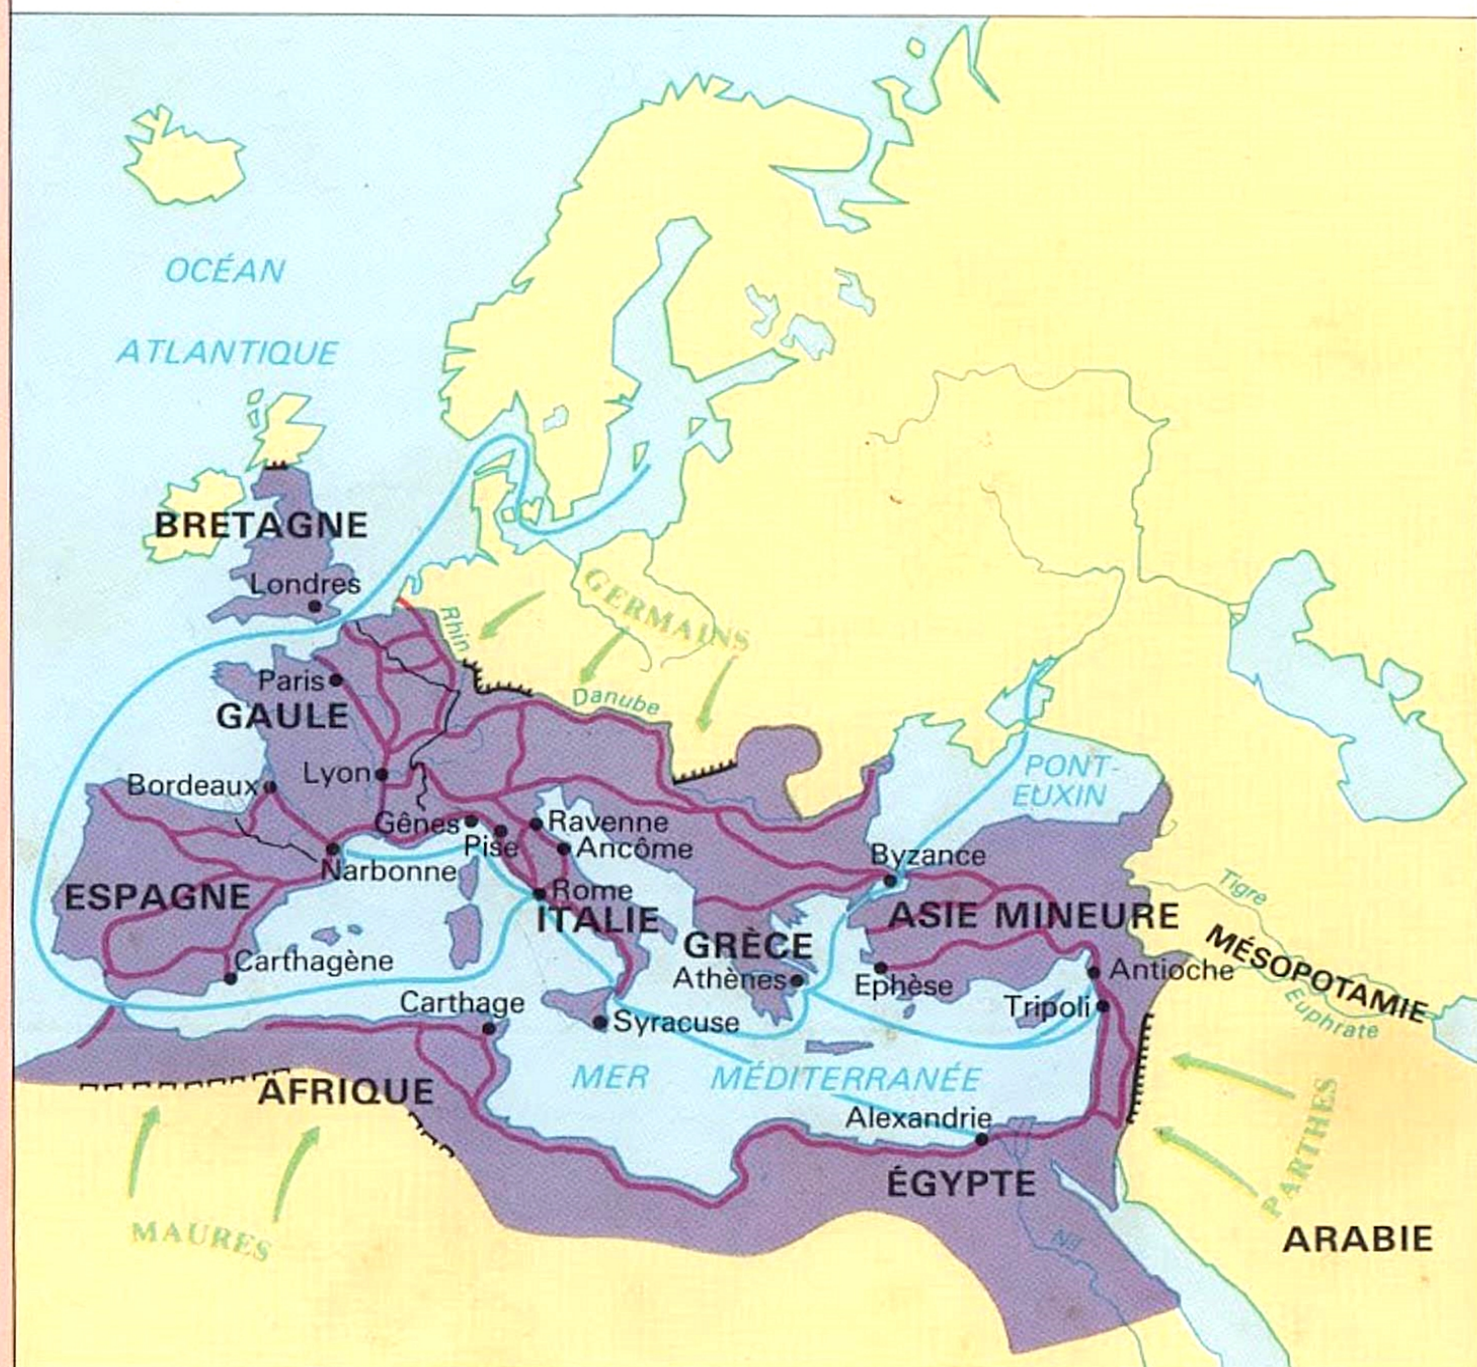 OCÉAN
ATLANTIQUE
BRETAGNE
Londres
GERMAINS
Rhin
Danube
Paris
GAULE
Bordeaux
Lyon
PONT-
EUXIN
Gênes
Pise
Ravenne
Ancôme
Narbonne
Byzance
Tigre
ESPAGNE
Rome
ITALIE
GRÈCE
ASIE MINEURE
MÉSOPOTAMIE
Carthagène
Athènes
Ephèse
Antioche
Euphrate
Carthage
Syracuse
Tripoli
MER MÉDITERRANÉE
AFRIQUE
Alexandrie
PARTHES
ÉGYPTE
MAURES
Nil
ARABIE